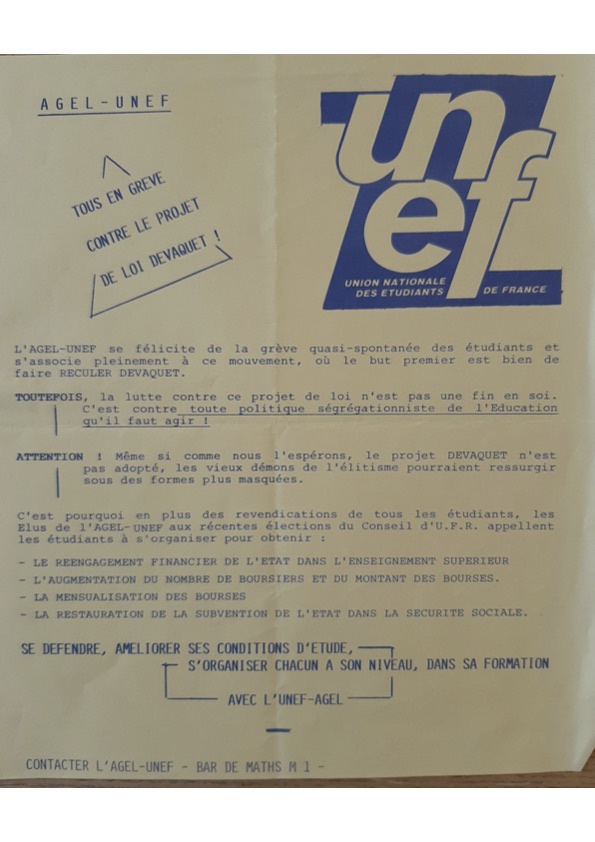 AGEL-UNEF
unef
UNION NATIONALE
DES ETUDIANTS DE FRANCE
TOUS EN GREVE
CONTRE LE PROJET
DE LOI DEVAQUET !
L'AGEL-UNEF se félicite de la grève quasi-spontanée des étudiants et
s'associe pleinement à ce mouvement, où le but premier est bien de
faire RECULER DEVAQUET.
TOUTEFOIS, la lutte contre ce projet de loi n'est pas une fin en soi.
C'est contre toute politique ségrégationniste de l'Education
qu'il faut agir !
ATTENTION ! Même si comme nous l'espérons, le projet DEVAQUET n'est
pas adopté, les vieux démons de l'élitisme pourraient ressurgir
sous des formes plus masquées.
C'est pourquoi en plus des revendications de tous les étudiants, les
Elus de l'AGEL-UNEF aux récentes élections du Conseil d'U.F.R. appellent
les étudiants à s'organiser pour obtenir :
- LE REENGAGEMENT FINANCIER DE L'ETAT DANS L'ENSEIGNEMENT SUPERIEUR
- L'AUGMENTATION DU NOMBRE DE BOURSIERS ET DU MONTANT DES BOURSES.
- LA MENSUALISATION DES BOURSES
- LA RESTAURATION DE LA SUBVENTION DE L'ETAT DANS LA SECURITE SOCIALE.
SE DEFENDRE, AMELIORER SES CONDITIONS D'ETUDE,
S'ORGANISER CHACUN A SON NIVEAU, DANS SA FORMATION
AVEC L'UNEF-AGEL
CONTACTER L'AGEL-UNEF - BAR DE MATHS M 1 -